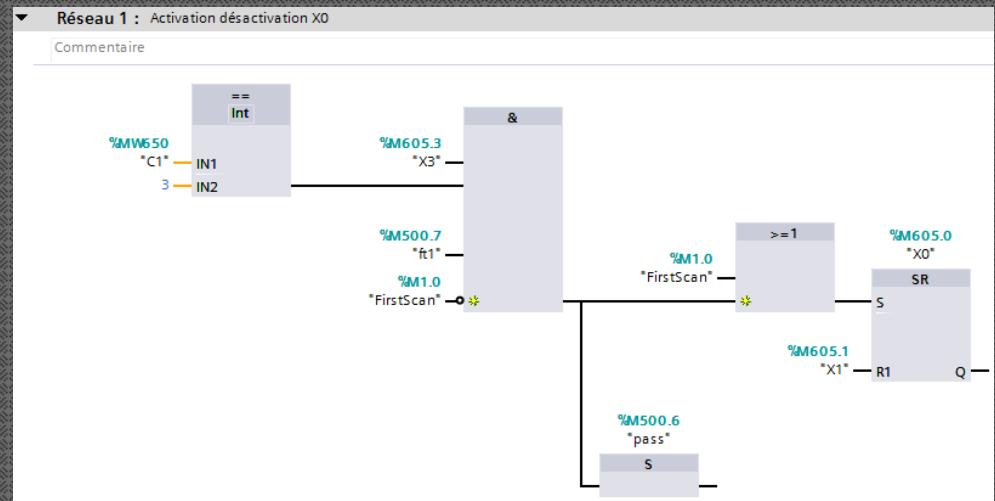 Réseau 1 : Activation désactivation X0
Commentaire
==
Int
%MW650
"C1"
IN1
3
IN2
&
%M605.3
"X3"
%M500.7
"ft1"
%M1.0
"FirstScan"
>=1
%M1.0
"FirstScan"
%M605.0
"X0"
SR
S
%M605.1
"X1"
R1
Q
%M500.6
"pass"
S